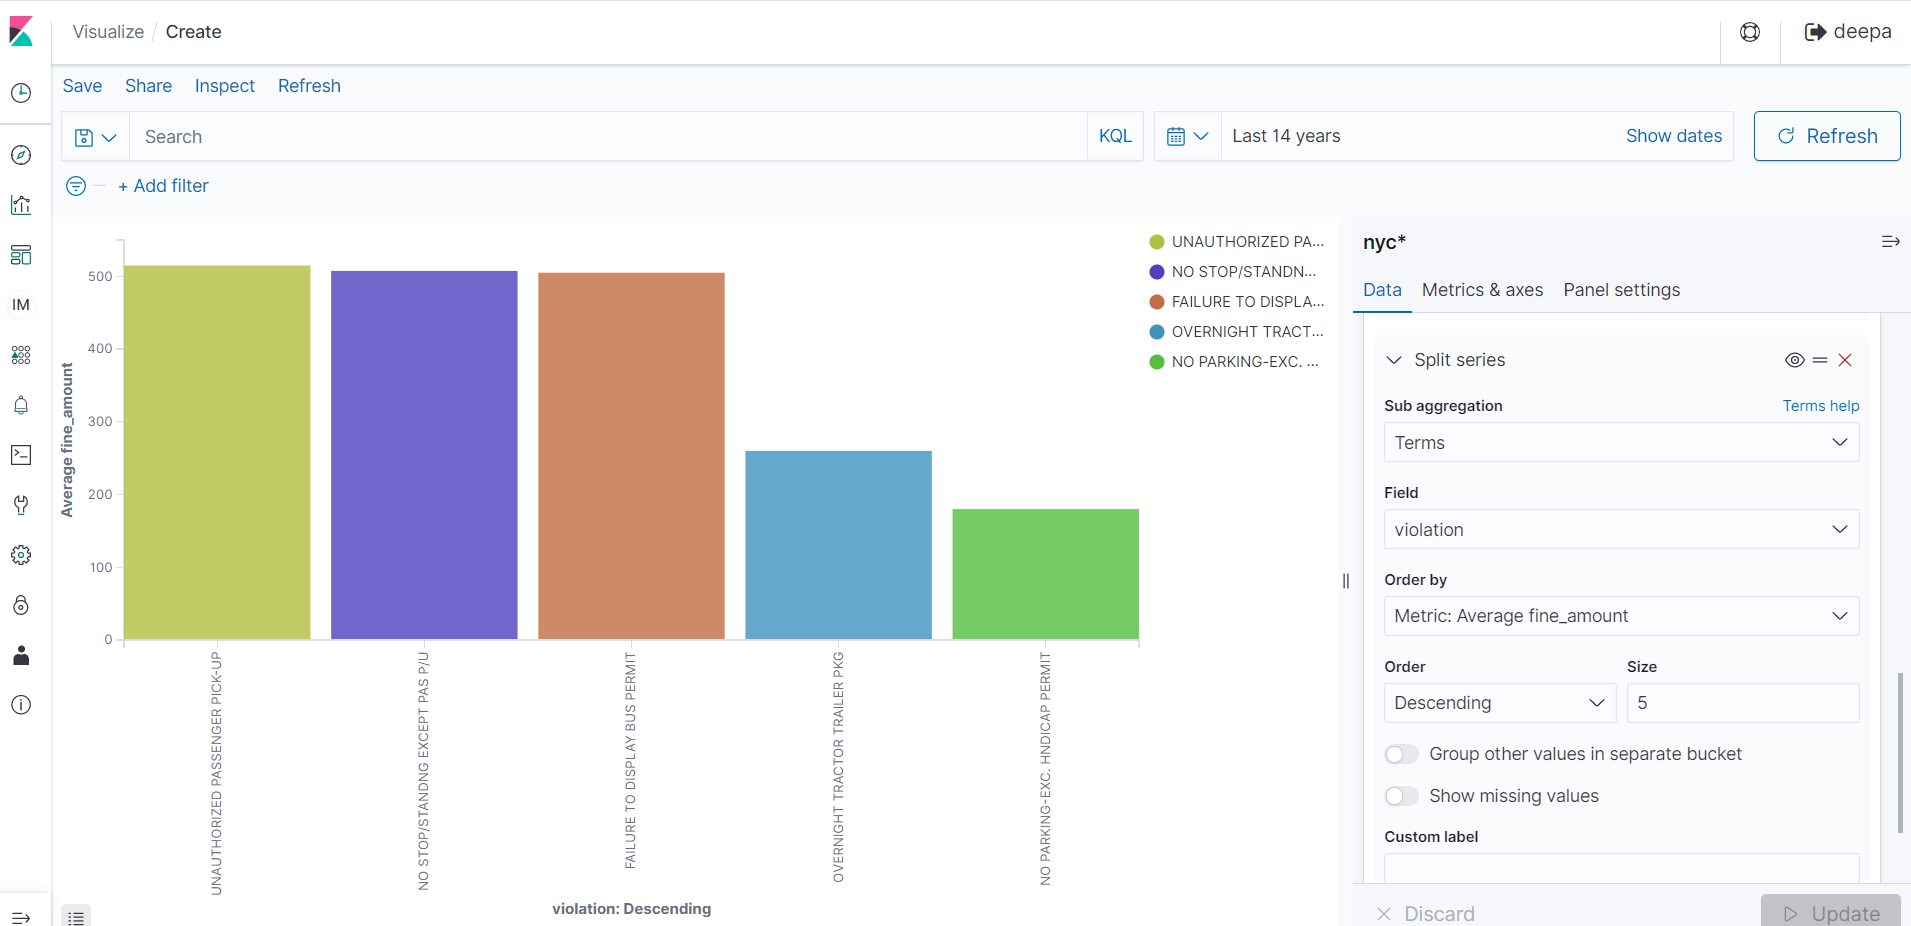 Visualize / Create
deepa
Save Share Inspect Refresh
Search
KQL
Last 14 years
Show dates
Refresh
+ Add filter
IM
500
400
300
200
100
0
Average fine_amount
UNAUTHORIZED PASSENGER PICK-UP
NO STOP/STANDNG EXCEPT PAS P/U
FAILURE TO DISPLAY BUS PERMIT
OVERNIGHT TRACTOR TRAILER PKG
NO PARKING-EXC. HNDICAP PERMIT
violation: Descending
UNAUTHORIZED PA...
NO STOP/STANDN...
FAILURE TO DISPLA...
OVERNIGHT TRACT...
NO PARKING-EXC. ...
nyc*
Data Metrics & axes Panel settings
Split series
Sub aggregation
Terms help
Terms
Field
violation
Order by
Metric: Average fine_amount
Order Size
Descending 5
Group other values in separate bucket
Show missing values
Custom label
Discard
Update